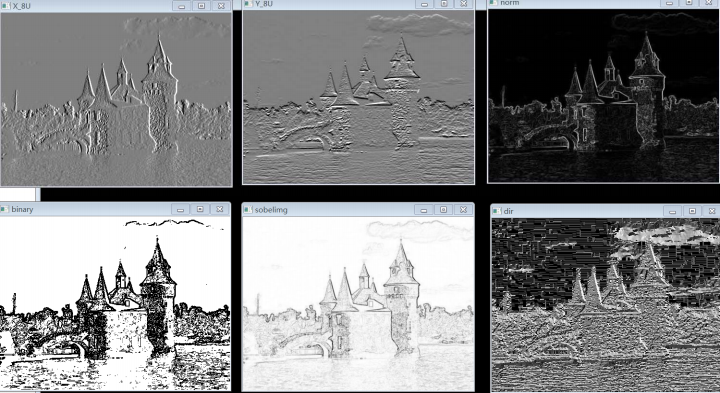 X_8U
Y_8U
norm
binary
sobelimg
dir